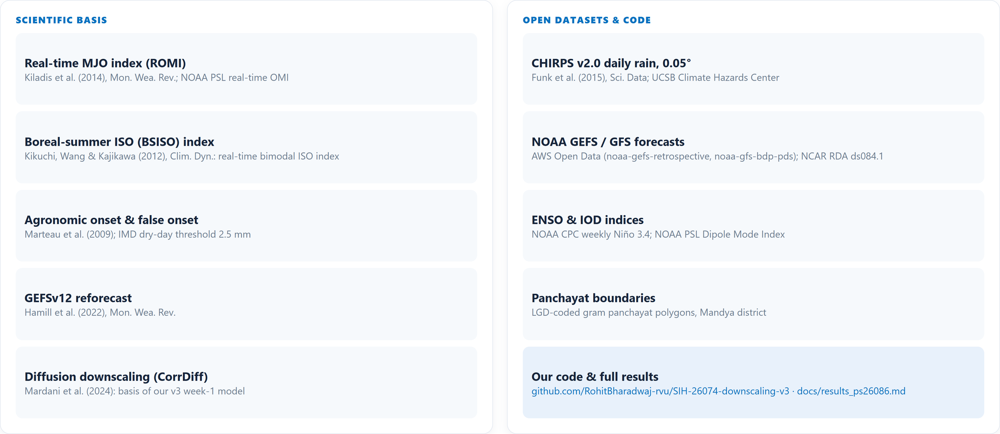 SCIENTIFIC BASIS
Real-time MJO index (ROMI)
Kiladis et al. (2014), Mon. Wea. Rev.; NOAA PSL real-time OMI
Boreal-summer ISO (BSISO) index
Kikuchi, Wang & Kajikawa (2012), Clim. Dyn.: real-time bimodal ISO index
Agronomic onset & false onset
Marteau et al. (2009); IMD dry-day threshold 2.5 mm
GEFSv12 reforecast
Hamill et al. (2022), Mon. Wea. Rev.
Diffusion downscaling (CorrDiff)
Mardani et al. (2024): basis of our v3 week-1 model
OPEN DATASETS & CODE
CHIRPS v2.0 daily rain, 0.05°
Funk et al. (2015), Sci. Data; UCSB Climate Hazards Center
NOAA GEFS / GFS forecasts
AWS Open Data (noaa-gefs-retrospective, noaa-gfs-bdp-pds); NCAR RDA ds084.1
ENSO & IOD indices
NOAA CPC weekly Niño 3.4; NOAA PSL Dipole Mode Index
Panchayat boundaries
LGD-coded gram panchayat polygons, Mandya district
Our code & full results
github.com/RohitBharadwaj-rvu/SIH-26074-downscaling-v3 · docs/results_ps26086.md